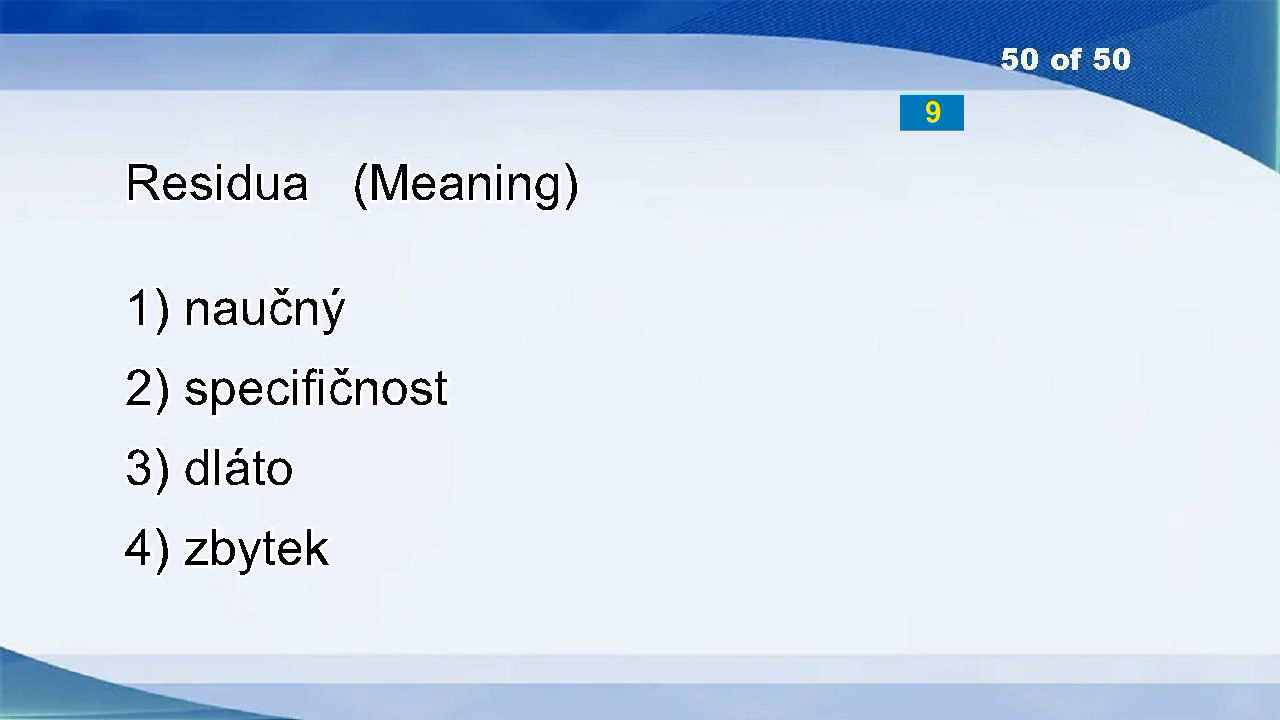 50 of 50
9
Residua (Meaning)
1) naučný
2) specifičnost
3) dláto
4) zbytek